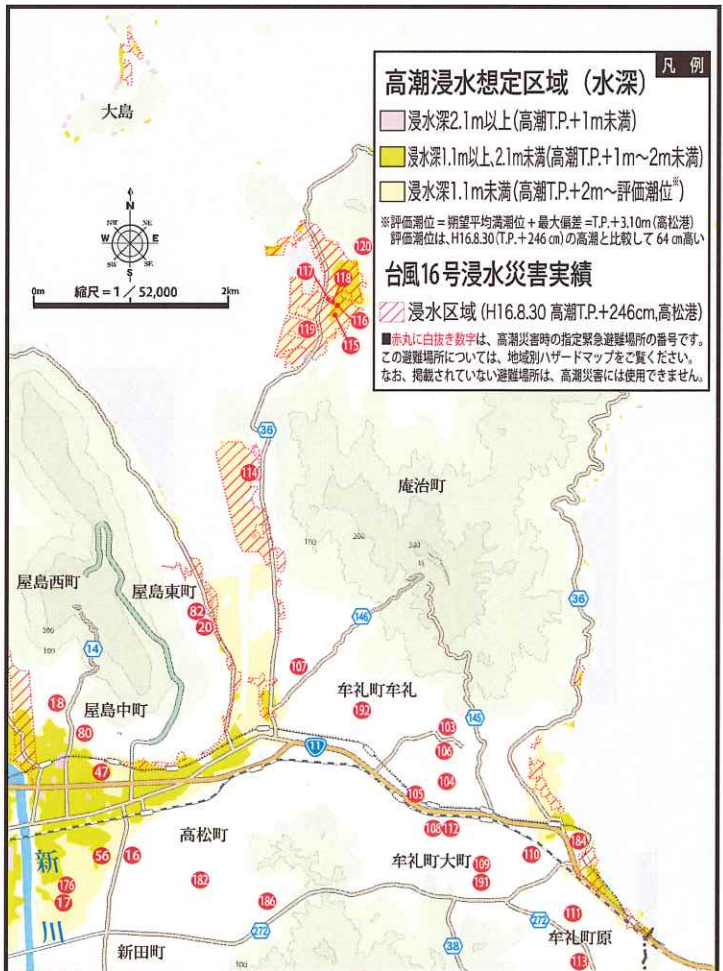 大島
N
NW
NE
W
E
SW
SE
S
0m
縮尺=1/52,000
2km
凡 例
高潮浸水想定区域(水深)
浸水深2.1m以上(高潮T.P.+1m未満)
浸水深1.1m以上,2.1m未満(高潮T.P.+1m~2m未満)
浸水深1.1m未満(高潮T.P.+2m~評価潮位※)
※評価潮位=朔望平均満潮位+最大偏差=T.P.+3.10m(高松港)
評価潮位は、H16.8.30(T.P.+246㎝)の高潮と比較して64㎝高い
台風16号浸水災害実績
浸水区域(H16.8.30 高潮T.P.+246cm,高松港)
■赤丸に白抜き数字は、高潮災害時の指定緊急避難場所の番号です。
この避難場所については、地域別ハザードマップをご覧ください。
なお、掲載されていない避難場所は、高潮災害には使用できません。
120
117
118
116
119
115
36
114
庵治町
100
200
300
屋島西町
屋島東町
82
20
36
146
200
100
14
107
18
屋島中町
牟礼町牟礼
192
145
80
103
106
11
47
104
105
高松町
108
112
184
56
16
牟礼町大町
109
110
新
川
176
17
182
191
186
111
272
272
新田町
38
牟礼町原
100
113